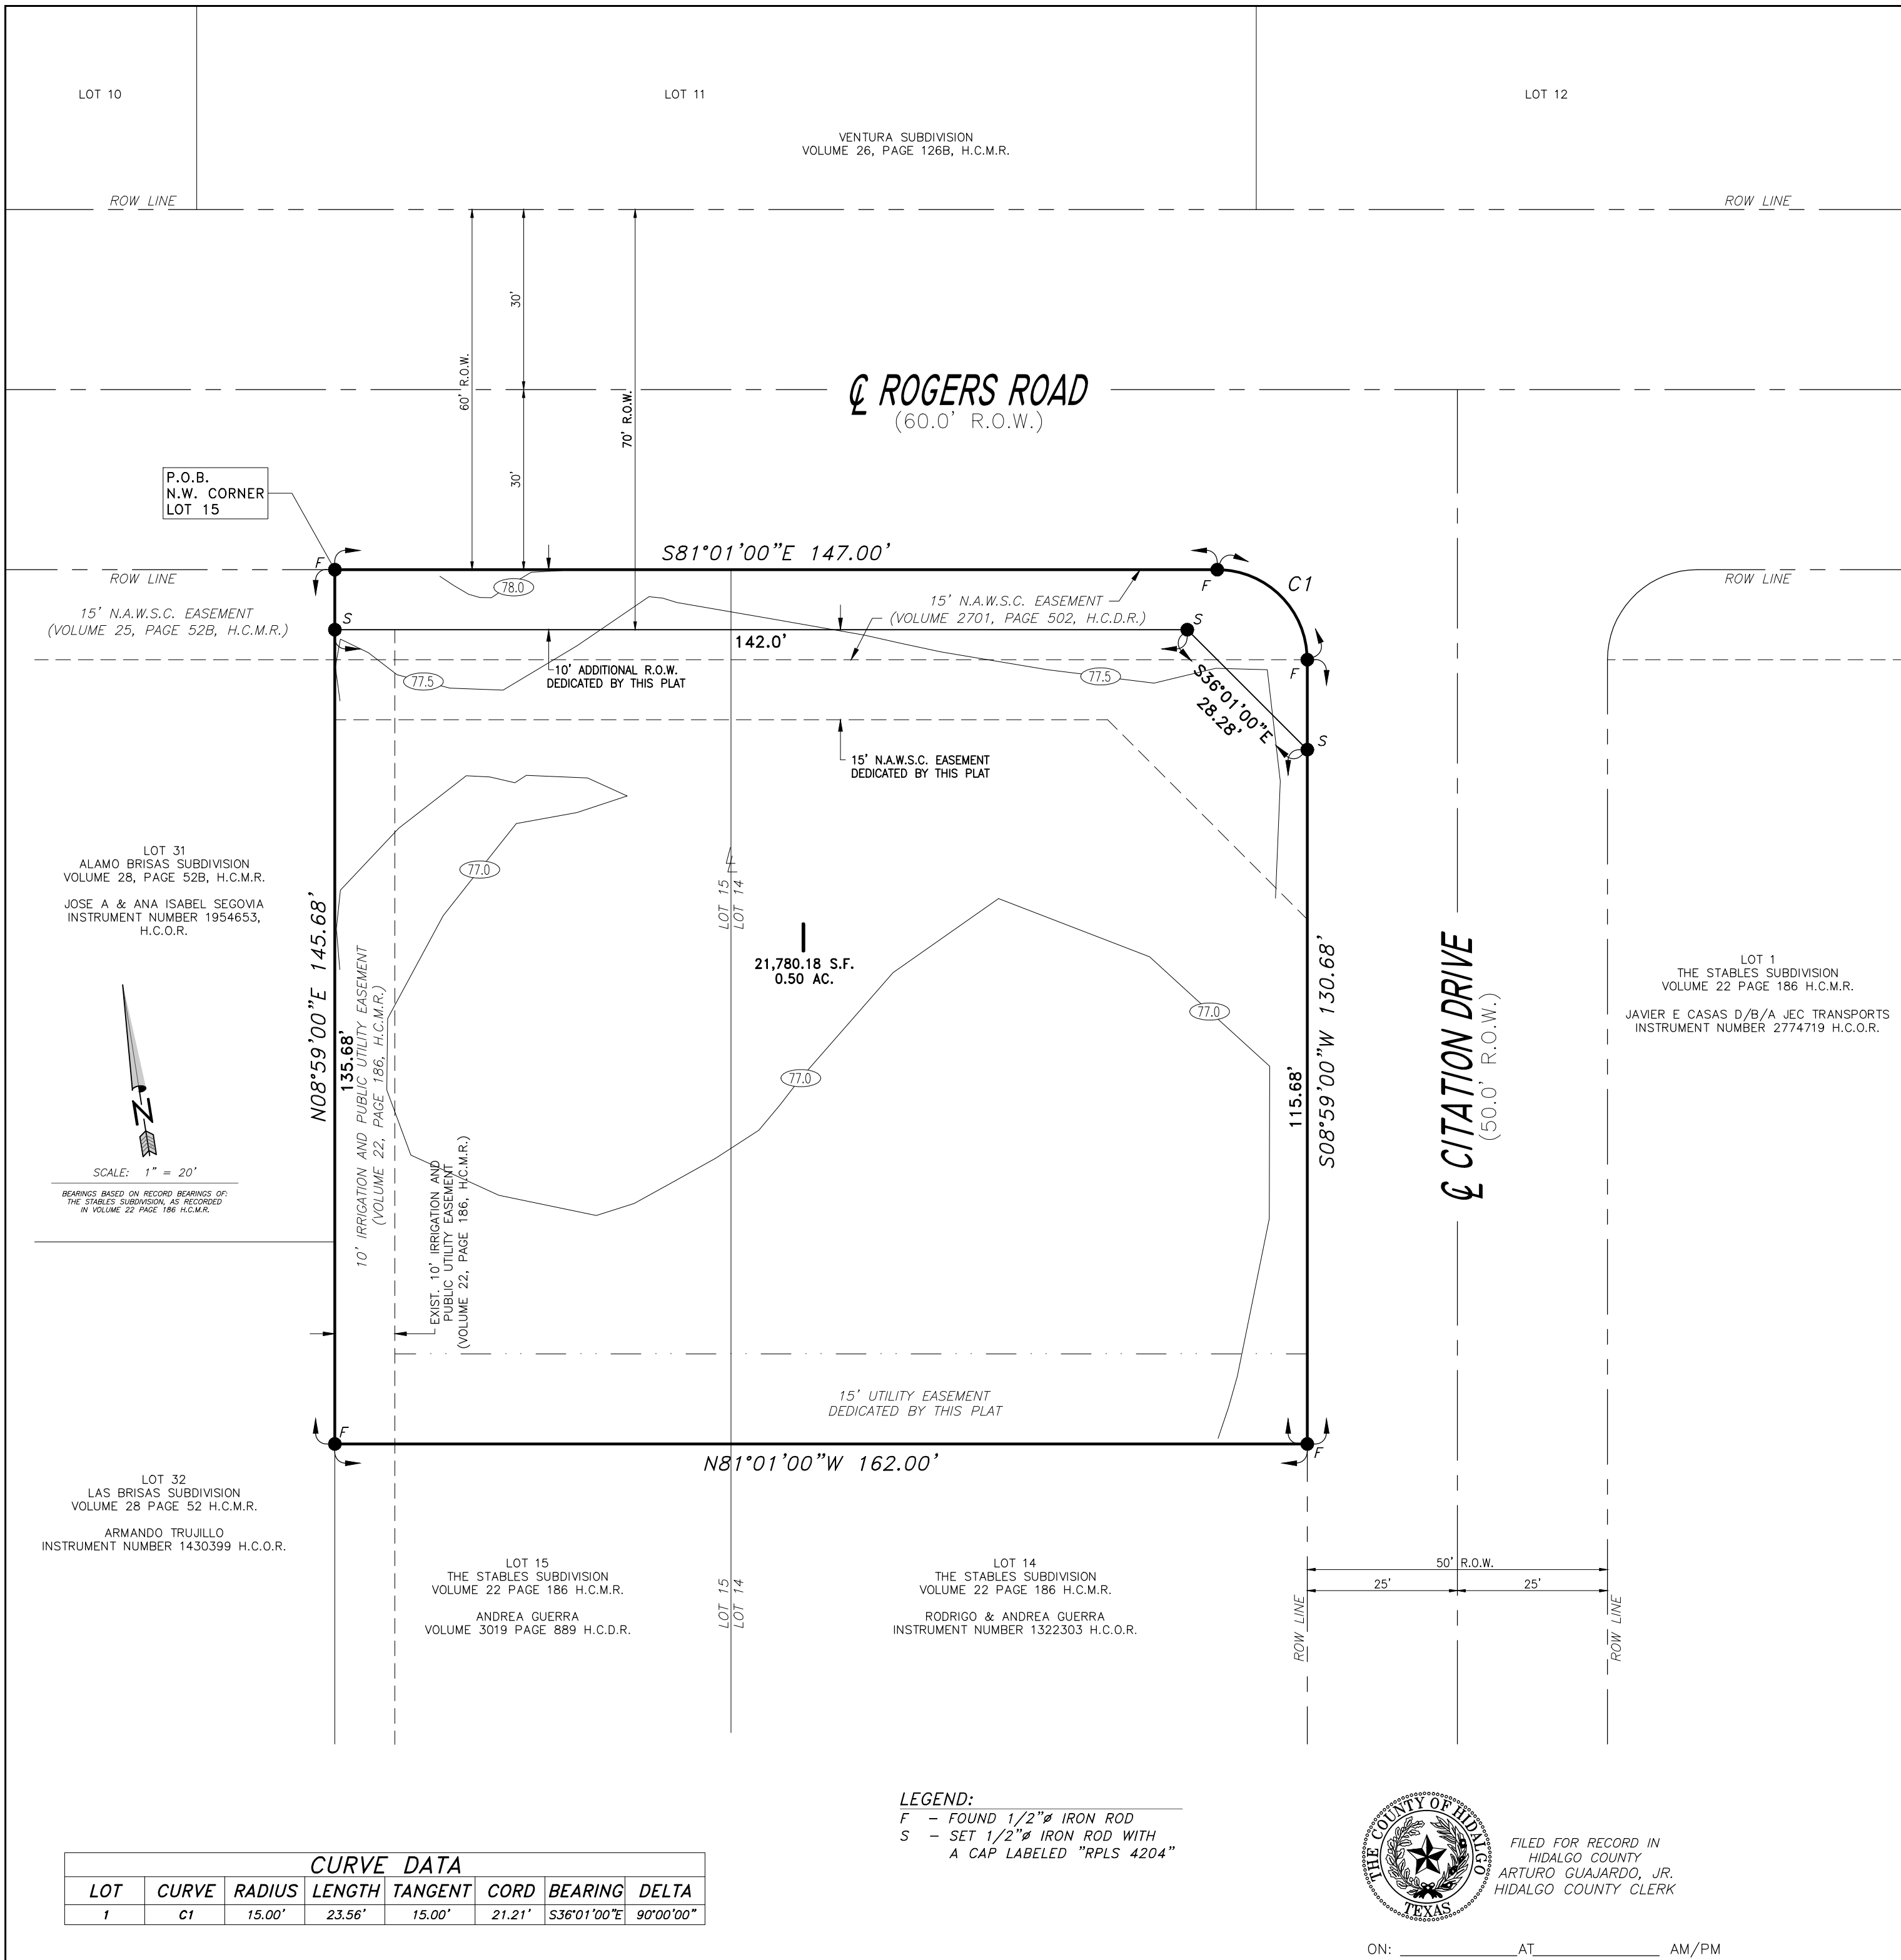 LOT 10
LOT 11
LOT 12
VENTURA SUBDIVISION
VOLUME 26, PAGE 126B, H.C.M.R.
ROW LINE
ROW LINE
30'
60' R.O.W.
70' R.O.W.
30'
℄ ROGERS ROAD
(60.0' R.O.W.)
P.O.B.
N.W. CORNER
LOT 15
S81°01'00"E 147.00'
F
F
C1
ROW LINE
ROW LINE
78.0
15' N.A.W.S.C. EASEMENT
(VOLUME 25, PAGE 52B, H.C.M.R.)
S
15' N.A.W.S.C. EASEMENT
(VOLUME 2701, PAGE 502, H.C.D.R.)
S
142.0'
10' ADDITIONAL R.O.W.
DEDICATED BY THIS PLAT
77.5
77.5
F
S36°01'00"E
28.28'
S
15' N.A.W.S.C. EASEMENT
DEDICATED BY THIS PLAT
LOT 31
ALAMO BRISAS SUBDIVISION
VOLUME 28, PAGE 52B, H.C.M.R.
JOSE A & ANA ISABEL SEGOVIA
INSTRUMENT NUMBER 1954653,
H.C.O.R.
77.0
LOT 15
LOT 14
1
21,780.18 S.F.
0.50 AC.
N08°59'00"E 145.68'
135.68'
10' IRRIGATION AND PUBLIC UTILITY EASEMENT
(VOLUME 22, PAGE 186, H.C.M.R.)
EXIST. 10' IRRIGATION AND
PUBLIC UTILITY EASEMENT
(VOLUME 22, PAGE 186, H.C.M.R.)
77.0
77.0
115.68'
S08°59'00"W 130.68'
℄ CITATION DRIVE
(50.0' R.O.W.)
LOT 1
THE STABLES SUBDIVISION
VOLUME 22 PAGE 186 H.C.M.R.
JAVIER E CASAS D/B/A JEC TRANSPORTS
INSTRUMENT NUMBER 2774719 H.C.O.R.
N
SCALE: 1" = 20'
BEARINGS BASED ON RECORD BEARINGS OF:
THE STABLES SUBDIVISION, AS RECORDED
IN VOLUME 22 PAGE 186 H.C.M.R.
15' UTILITY EASEMENT
DEDICATED BY THIS PLAT
F
F
N81°01'00"W 162.00'
LOT 32
LAS BRISAS SUBDIVISION
VOLUME 28 PAGE 52 H.C.M.R.
ARMANDO TRUJILLO
INSTRUMENT NUMBER 1430399 H.C.O.R.
LOT 15
THE STABLES SUBDIVISION
VOLUME 22 PAGE 186 H.C.M.R.
ANDREA GUERRA
VOLUME 3019 PAGE 889 H.C.D.R.
LOT 15
LOT 14
LOT 14
THE STABLES SUBDIVISION
VOLUME 22 PAGE 186 H.C.M.R.
RODRIGO & ANDREA GUERRA
INSTRUMENT NUMBER 1322303 H.C.O.R.
50' R.O.W.
25'
25'
ROW LINE
ROW LINE
LEGEND:
F – FOUND 1/2"ø IRON ROD
S – SET 1/2"ø IRON ROD WITH
A CAP LABELED "RPLS 4204"
CURVE DATA
LOT CURVE RADIUS LENGTH TANGENT CORD BEARING DELTA
1 C1 15.00' 23.56' 15.00' 21.21' S36°01'00"E 90°00'00"
THE COUNTY OF HIDALGO
TEXAS
FILED FOR RECORD IN
HIDALGO COUNTY
ARTURO GUAJARDO, JR.
HIDALGO COUNTY CLERK
ON: ____________ AT ____________ AM/PM